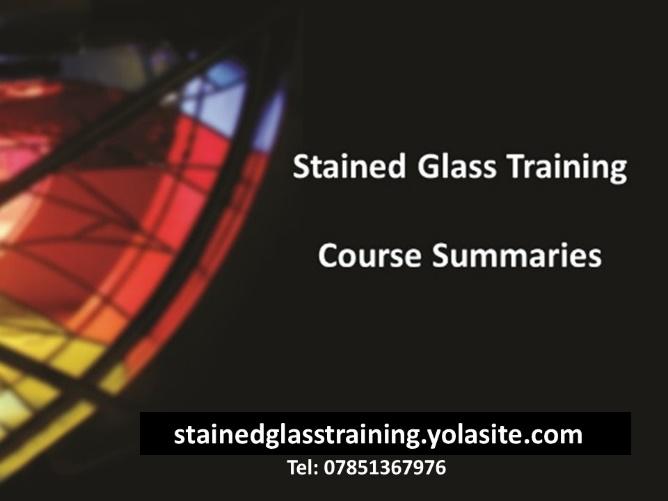 Stained Glass Training
Course Summaries
stainedglasstraining.yolasite.com
Tel: 07851367976